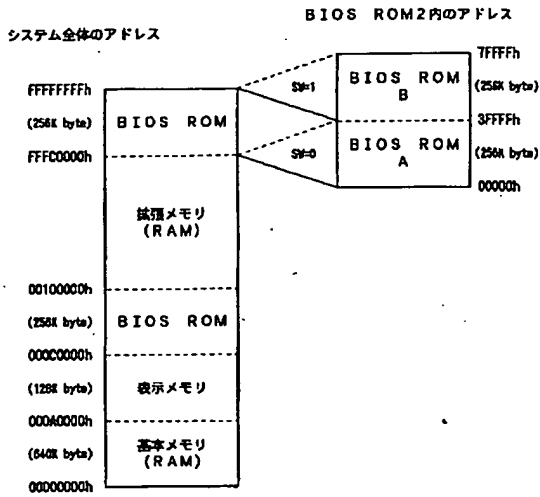 BIOS ROM2内のアドレス
システム全体のアドレス
7FFFFh
FFFFFFFFh
SW=1
BIOS ROM
B
(256K byte)
(256K byte)
BIOS ROM
3FFFFh
FFFC0000h
SW=0
BIOS ROM
A
(256K byte)
00000h
拡張メモリ
(RAM)
00100000h
(256K byte)
BIOS ROM
000C0000h
(128K byte)
表示メモリ
000A0000h
(640K byte)
基本メモリ
(RAM)
00000000h